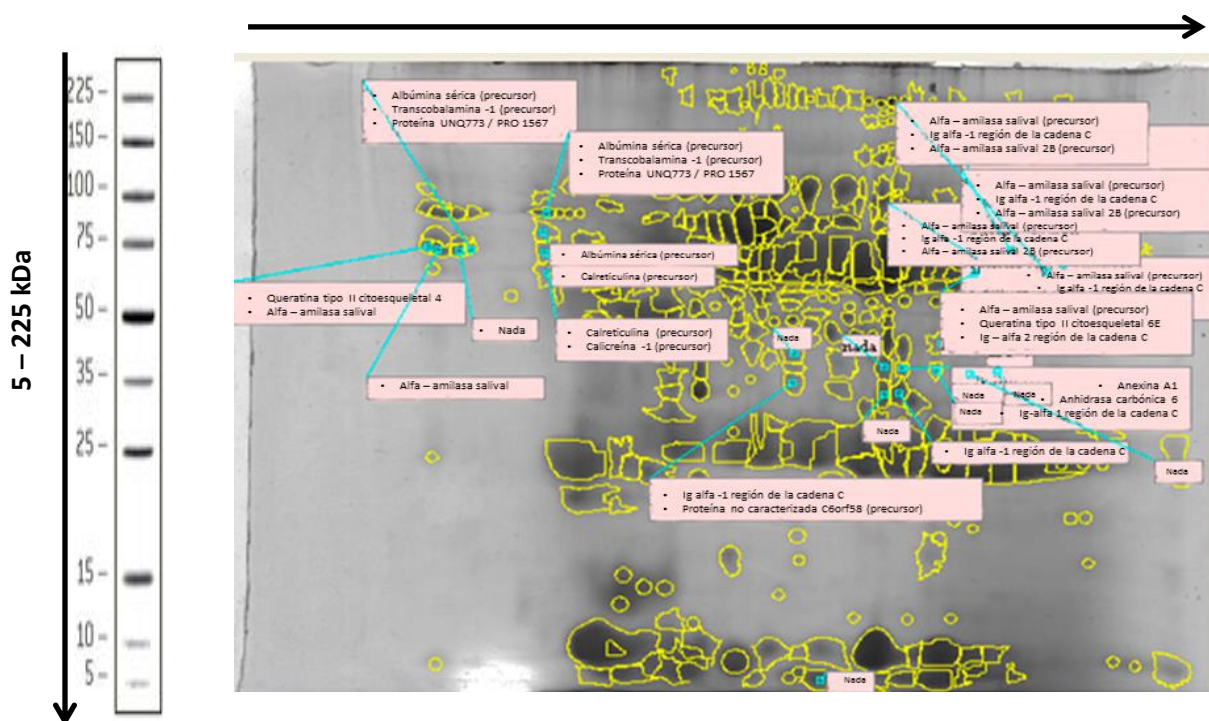 5 – 225 kDa
225
150
100
75
50
35
25
15
10
5
• Albúmina sérica (precursor)
• Transcobalamina -1 (precursor)
• Proteína UNQ773 / PRO 1567
• Albúmina sérica (precursor)
• Transcobalamina -1 (precursor)
• Proteína UNQ773 / PRO 1567
• Alfa – amilasa salival (precursor)
• Ig alfa -1 región de la cadena C
• Alfa – amilasa salival 2B (precursor)
• Alfa – amilasa salival (precursor)
• Ig alfa -1 región de la cadena C
• Alfa – amilasa salival 2B (precursor)
• Alfa – amilasa salival (precursor)
• Ig alfa -1 región de la cadena C
• Alfa – amilasa salival 2B (precursor)
• Albúmina sérica (precursor)
• Calreticulina (precursor)
• Alfa – amilasa salival (precursor)
• Ig alfa -1 región de la cadena C
• Queratina tipo II citoesqueletal 4
• Alfa – amilasa salival
• Nada
• Calreticulina (precursor)
• Calicreína -1 (precursor)
Nada
nada
• Alfa – amilasa salival (precursor)
• Queratina tipo II citoesqueletal 6E
• Ig – alfa 2 región de la cadena C
• Alfa – amilasa salival
• Anexina A1
• Anhidrasa carbónica 6
• Ig-alfa 1 región de la cadena C
Nada
Nada
Nada
Nada
• Ig alfa -1 región de la cadena C
Nada
• Ig alfa -1 región de la cadena C
• Proteína no caracterizada C6orf58 (precursor)
Nada